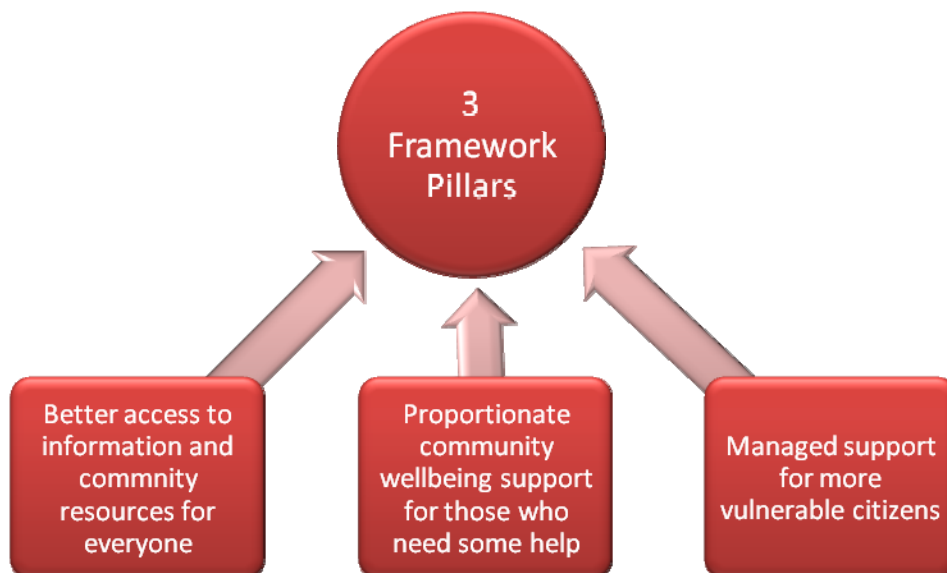 3
Framework
Pillars
Better access to
information and
commnity
resources for
everyone
Proportionate
community
wellbeing support
for those who
need some help
Managed support
for more
vulnerable citizens